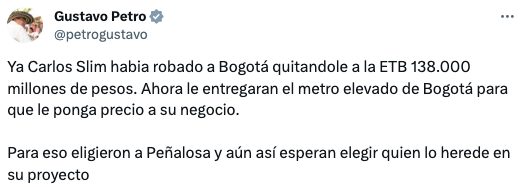 Gustavo Petro
@petrogustavo
Ya Carlos Slim habia robado a Bogotá quitandole a la ETB 138.000
millones de pesos. Ahora le entregaran el metro elevado de Bogotá para
que le ponga precio a su negocio.
Para eso eligieron a Peñalosa y aún así esperan elegir quien lo herede en
su proyecto